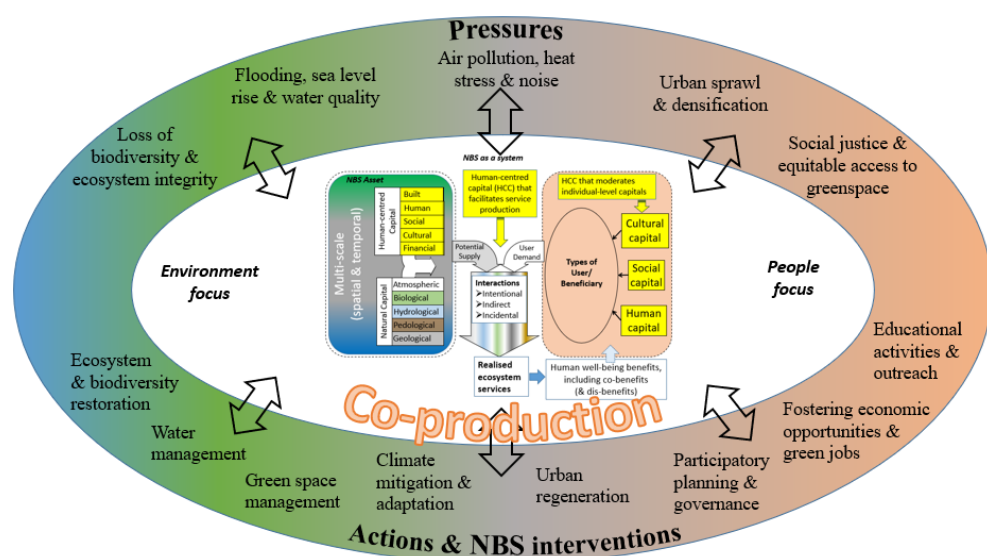 Pressures
Air pollution, heat
stress & noise
Flooding, sea level
rise & water quality
Urban sprawl
& densification
Loss of
biodiversity &
ecosystem integrity
Social justice &
equitable access to
greenspace
NBS as a system
NBS Asset
Multi-scale
(spatial & temporal)
Human-centred
Capital
Built
Human
Social
Cultural
Financial
Natural Capital
Atmospheric
Biological
Hydrological
Pedological
Geological
Human-centred
capital (HCC) that
facilitates service
production
Potential
Supply
User
Demand
Interactions
➢Intentional
➢Indirect
➢Incidental
Realised
ecosystem
services
HCC that moderates
individual-level capitals
Types of
User/
Beneficiary
Cultural
capital
Social
capital
Human
capital
Human well-being benefits,
including co-benefits
(& dis-benefits)
Environment
focus
People
focus
Co-production
Ecosystem
& biodiversity
restoration
Water
management
Green space
management
Climate
mitigation &
adaptation
Urban
regeneration
Participatory
planning &
governance
Fostering economic
opportunities &
green jobs
Educational
activities &
outreach
Actions & NBS interventions